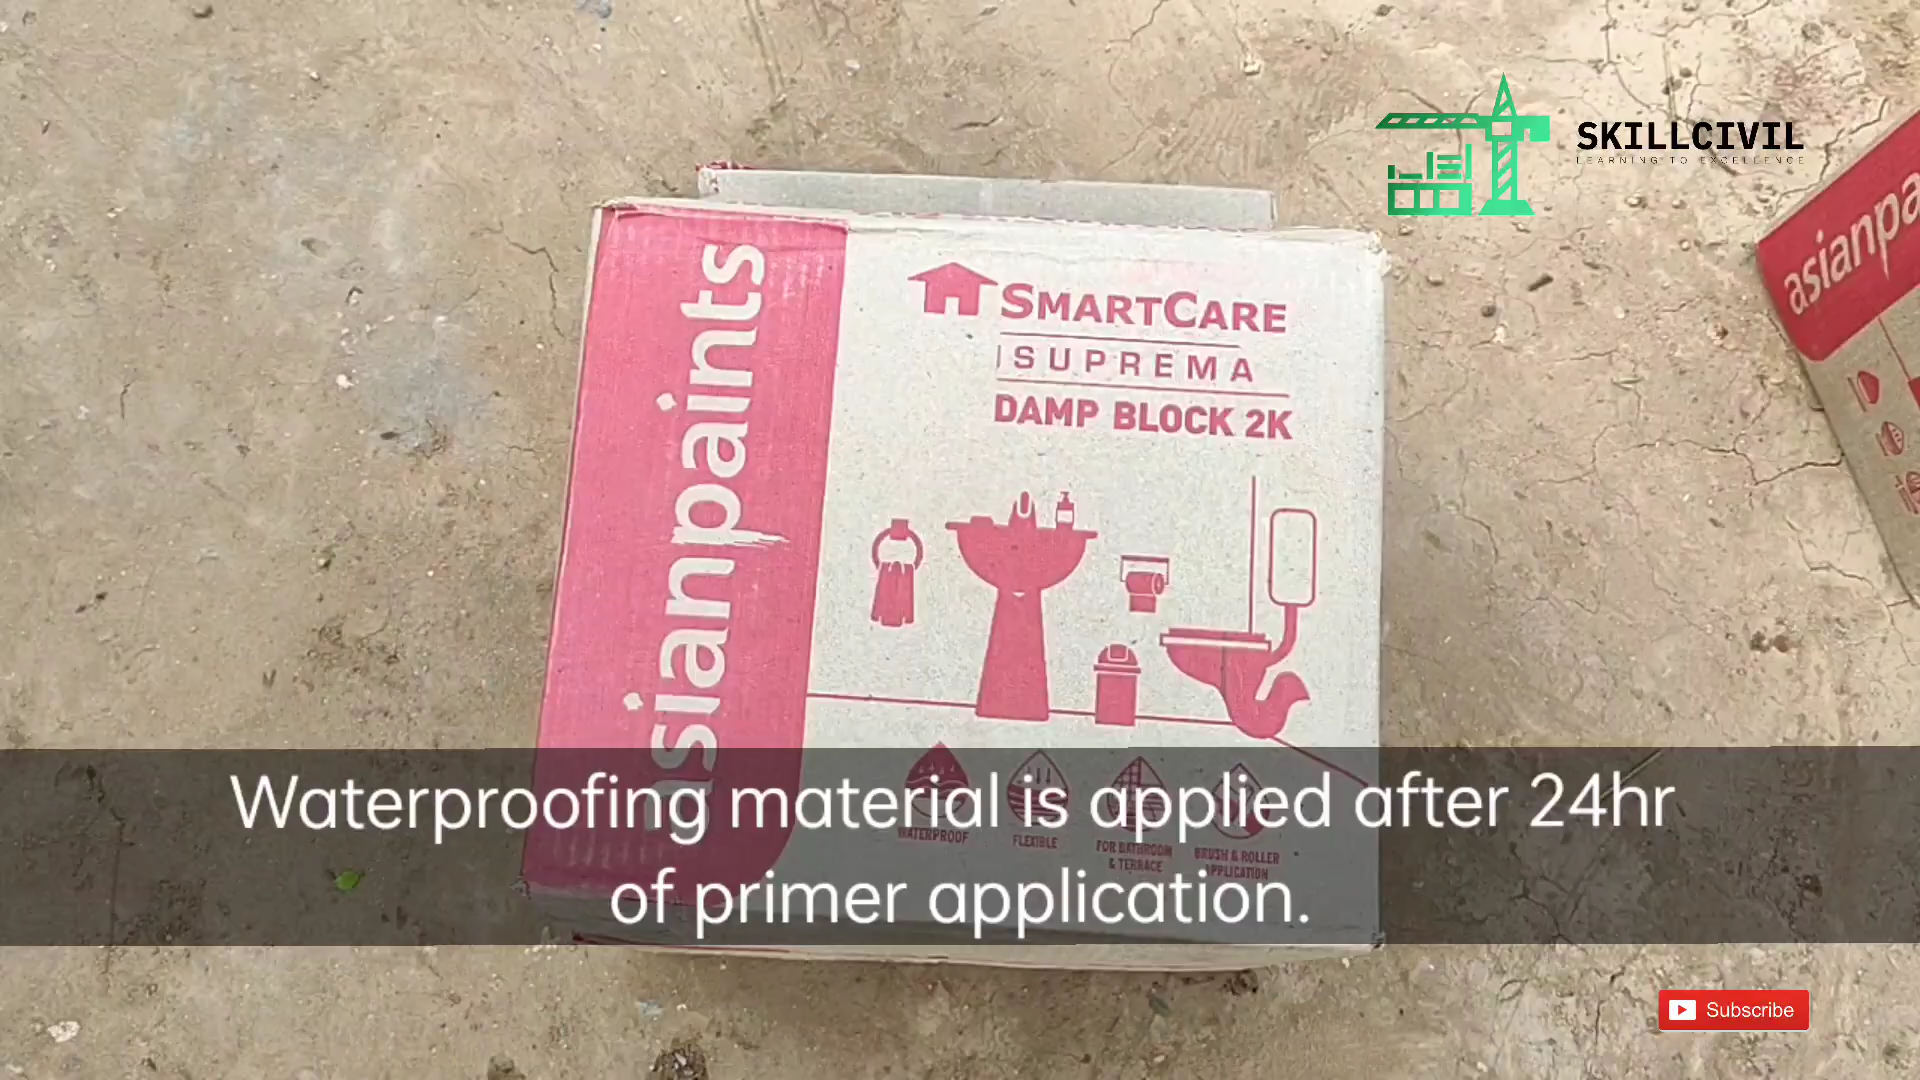 SKILLCIVIL
LEARNING TO EXCELLENCE
asianpaints
SMARTCARE
SUPREMA
DAMP BLOCK 2K
WATERPROOF
FLEXIBLE
FOR BATHROOM
& TERRACE
BRUSH & ROLLER
APPLICATION
asianpa
Waterproofing material is applied after 24hr
of primer application.
Subscribe